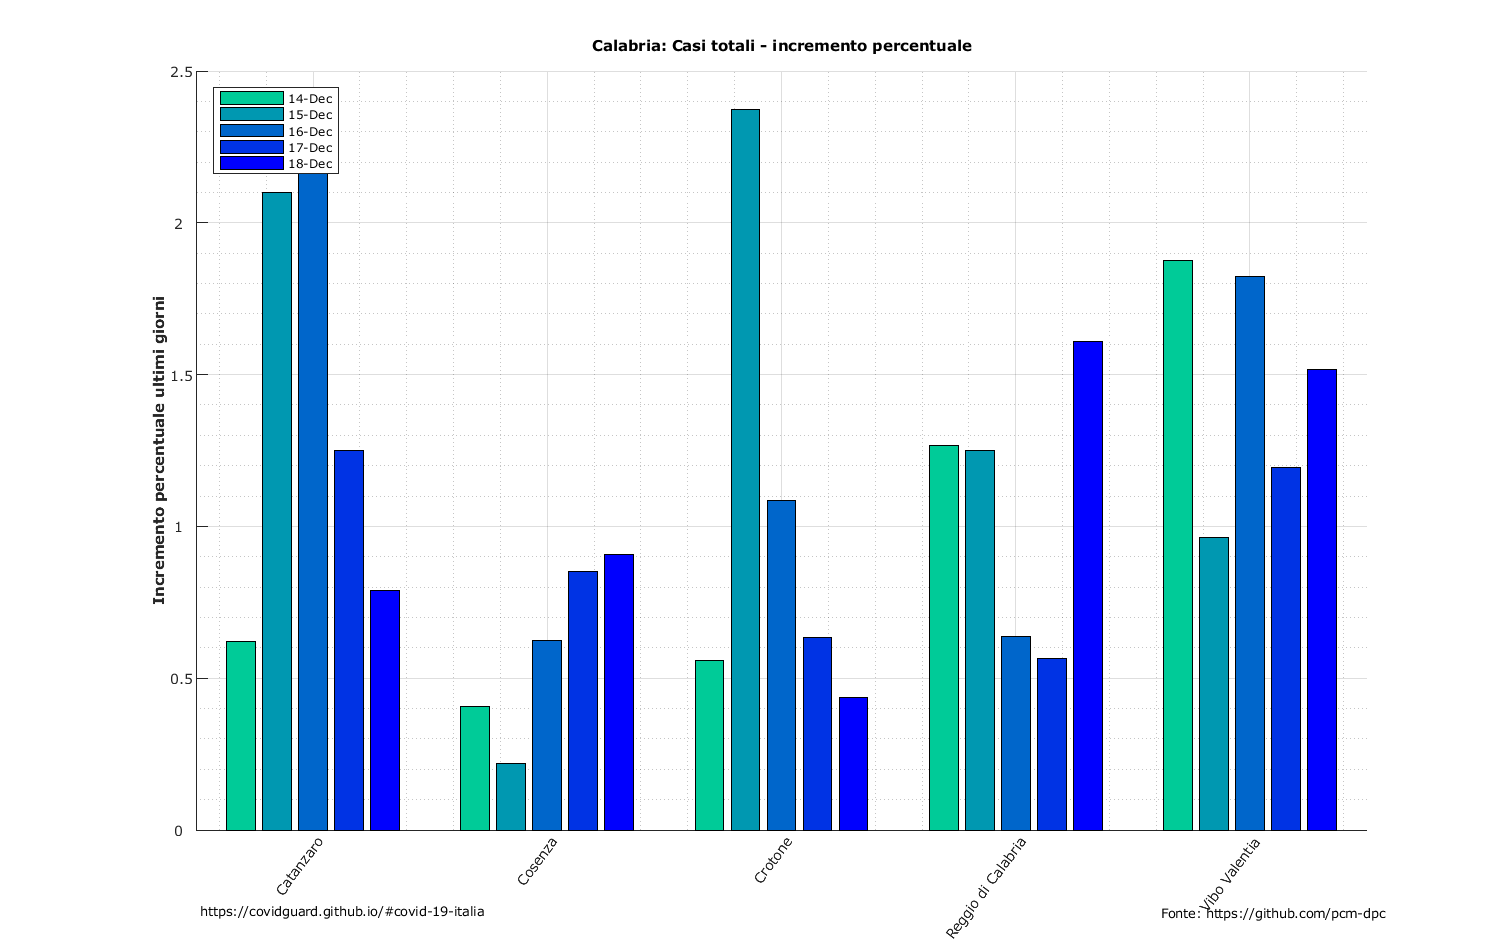 Calabria: Casi totali - incremento percentuale
2.5
2
1.5
1
0.5
0
Incremento percentuale ultimi giorni
14-Dec
15-Dec
16-Dec
17-Dec
18-Dec
Catanzaro
Cosenza
Crotone
Reggio di Calabria
Vibo Valentia
https://covidguard.github.io/#covid-19-italia
Fonte: https://github.com/pcm-dpc